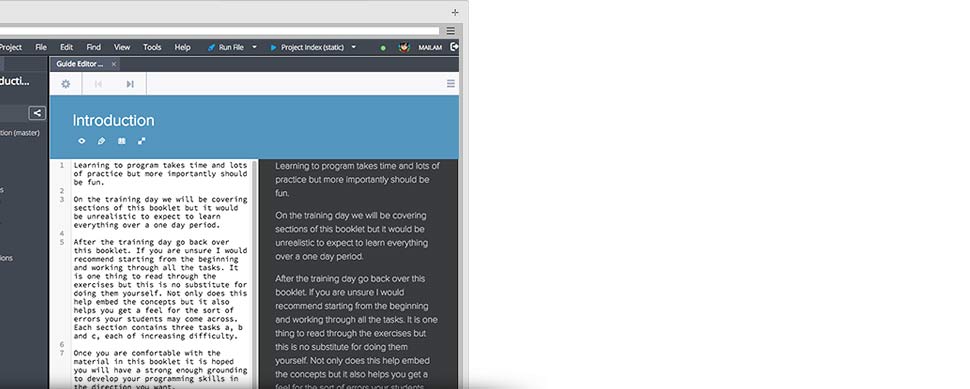 Project File Edit Find View Tools Help Run File Project Index (static) MAILAM
Guide Editor ... ×
ducti...
tion (master)
s
ions
Introduction
1 Learning to program takes time and lots
of practice but more importantly should
be fun.
2
3 On the training day we will be covering
sections of this booklet but it would
be unrealistic to expect to learn
everything over a one day period.
4
5 After the training day go back over
this booklet. If you are unsure I would
recommend starting from the beginning
and working through all the tasks. It
is one thing to read through the
exercises but this is no substitute for
doing them yourself. Not only does this
help embed the concepts but it also
helps you get a feel for the sort of
errors your students may come across.
Each section contains three tasks a, b
and c, each of increasing difficulty.
6
7 Once you are comfortable with the
material in this booklet it is hoped
you will have a strong enough grounding
to develop your programming skills in
the direction you want.
Learning to program takes time and lots of
practice but more importantly should be
fun.
On the training day we will be covering
sections of this booklet but it would be
unrealistic to expect to learn everything
over a one day period.
After the training day go back over this
booklet. If you are unsure I would
recommend starting from the beginning
and working through all the tasks. It is one
thing to read through the exercises but
this is no substitute for doing them
yourself. Not only does this help embed
the concepts but it also helps you get a
feel for the sort of errors your students